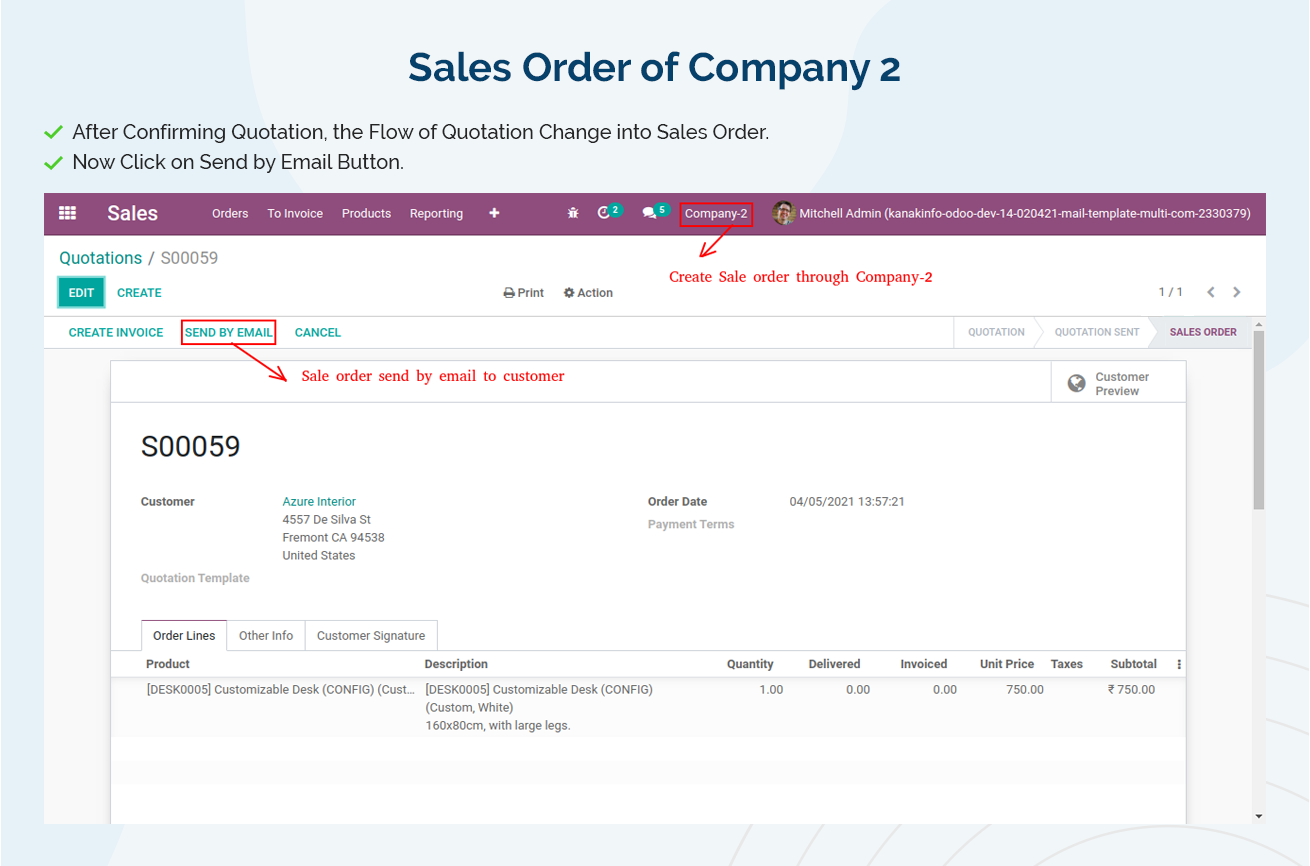 Sales Order of Company 2
After Confirming Quotation, the Flow of Quotation Change into Sales Order.
Now Click on Send by Email Button.
Sales Orders To Invoice Products Reporting + 2 5 Company-2 Mitchell Admin (kanakinfo-odoo-dev-14-020421-mail-template-multi-com-2330379)
Quotations / S00059
Create Sale order through Company-2
EDIT CREATE Print Action 1 / 1
CREATE INVOICE SEND BY EMAIL CANCEL QUOTATION QUOTATION SENT SALES ORDER
Sale order send by email to customer
Customer
Preview
S00059
Customer Azure Interior Order Date 04/05/2021 13:57:21
4557 De Silva St Payment Terms
Fremont CA 94538
United States
Quotation Template
Order Lines Other Info Customer Signature
Product Description Quantity Delivered Invoiced Unit Price Taxes Subtotal
[DESK0005] Customizable Desk (CONFIG) (Cust... [DESK0005] Customizable Desk (CONFIG) 1.00 0.00 0.00 750.00 ₹ 750.00
(Custom, White)
160x80cm, with large legs.